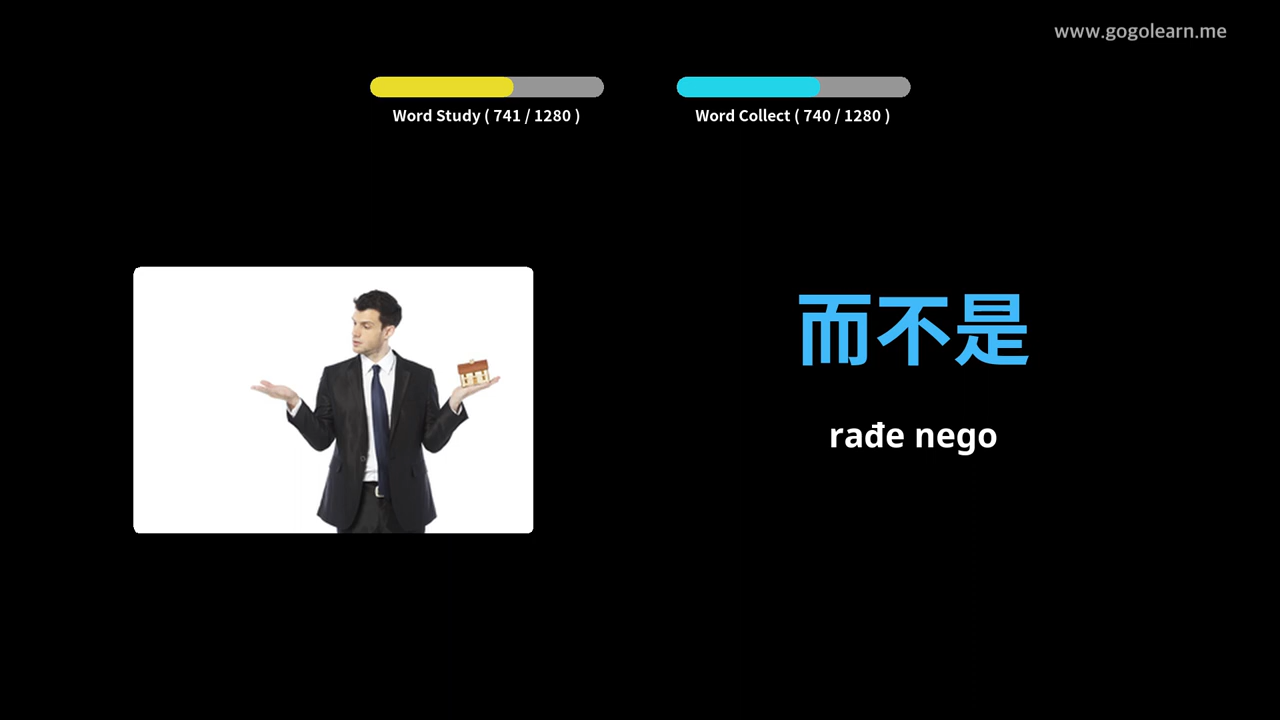 www.gogolearn.me
Word Study ( 741 / 1280 )
Word Collect ( 740 / 1280 )
而不是
rađe nego